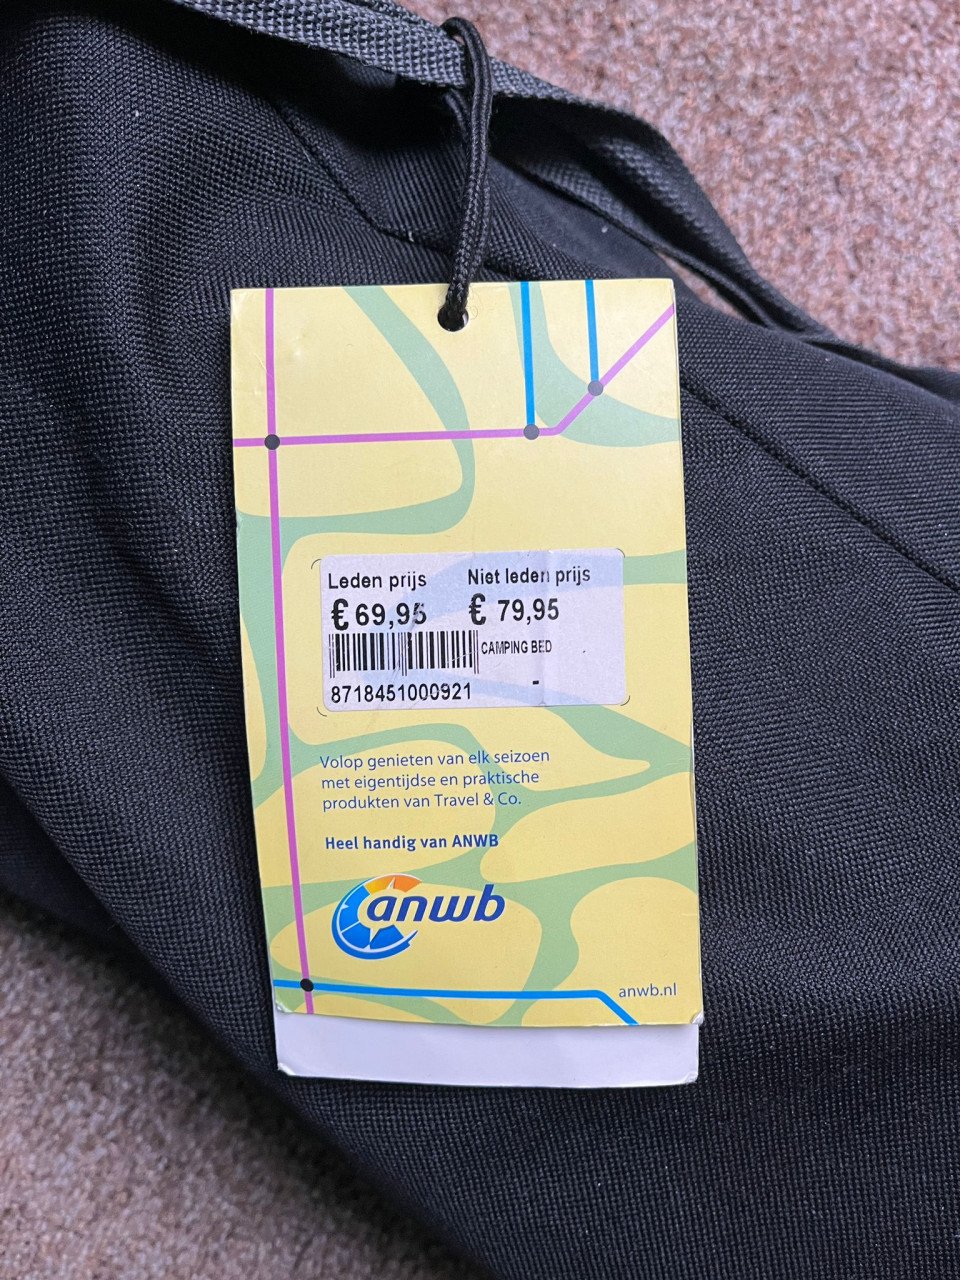 Leden prijs Niet leden prijs
€ 69,95 € 79,95
CAMPING BED
8718451000921 -
Volop genieten van elk seizoen
met eigentijdse en praktische
produkten van Travel & Co.
Heel handig van ANWB
anwb
anwb.nl